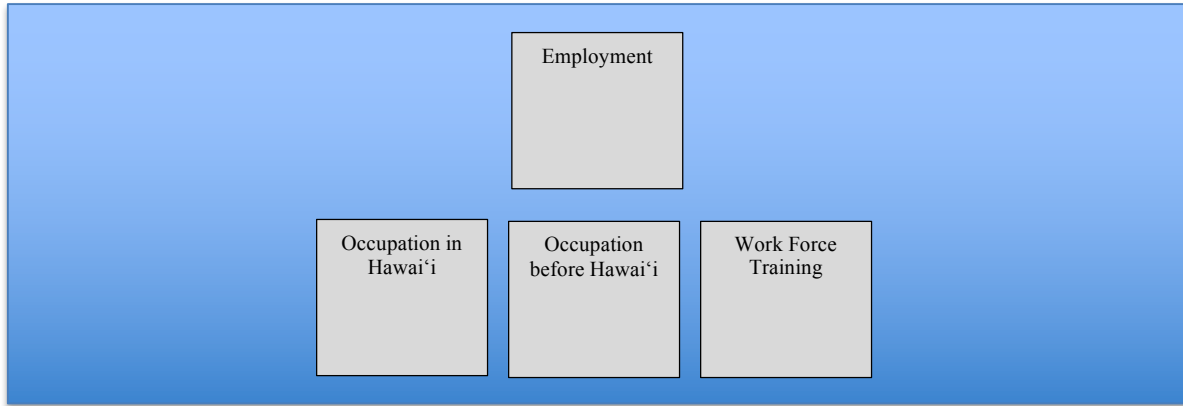 Employment
Occupation in
Hawai‘i
Occupation
before Hawai‘i
Work Force
Training